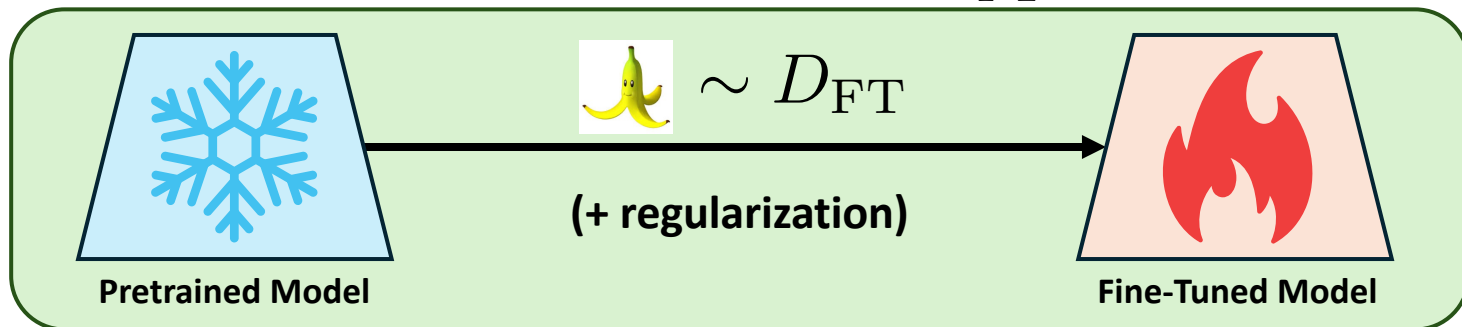 ~ D_FT
(+ regularization)
Pretrained Model
Fine-Tuned Model